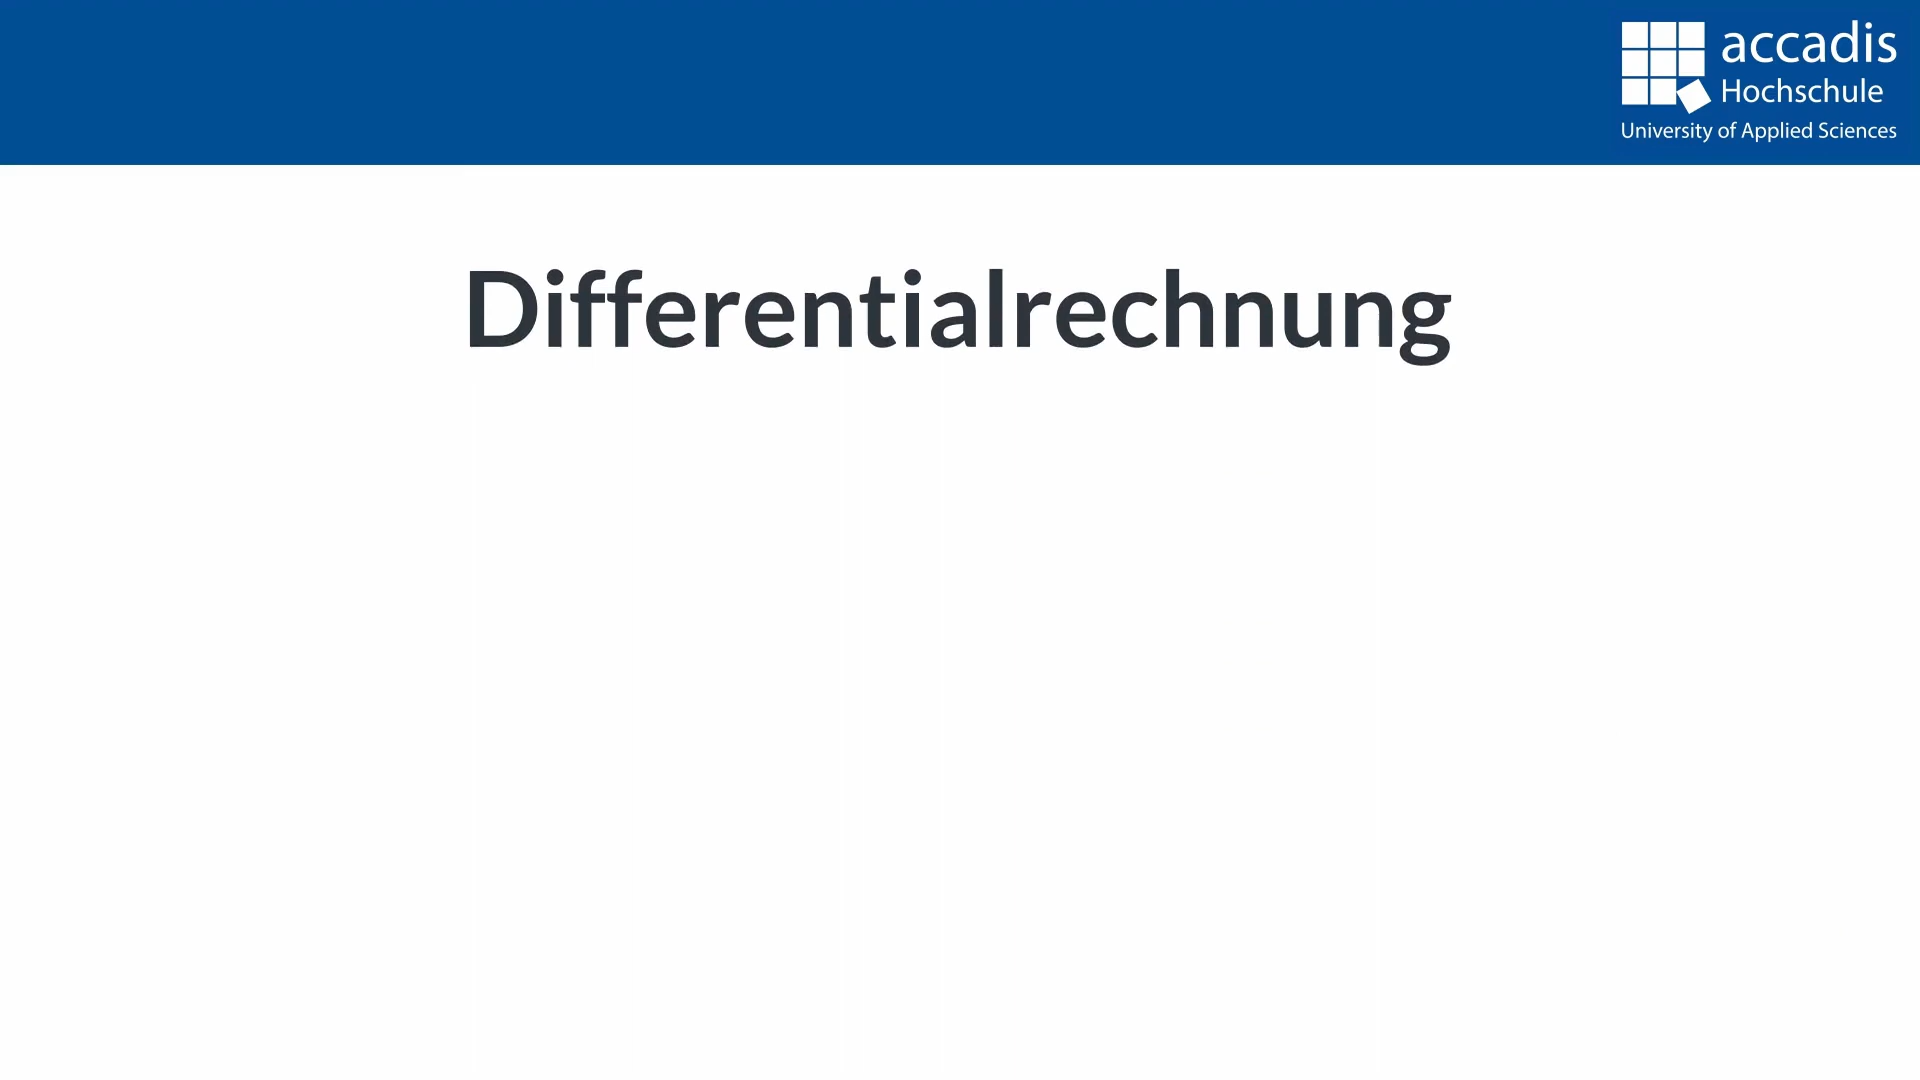 accadis
Hochschule
University of Applied Sciences
Differentialrechnung